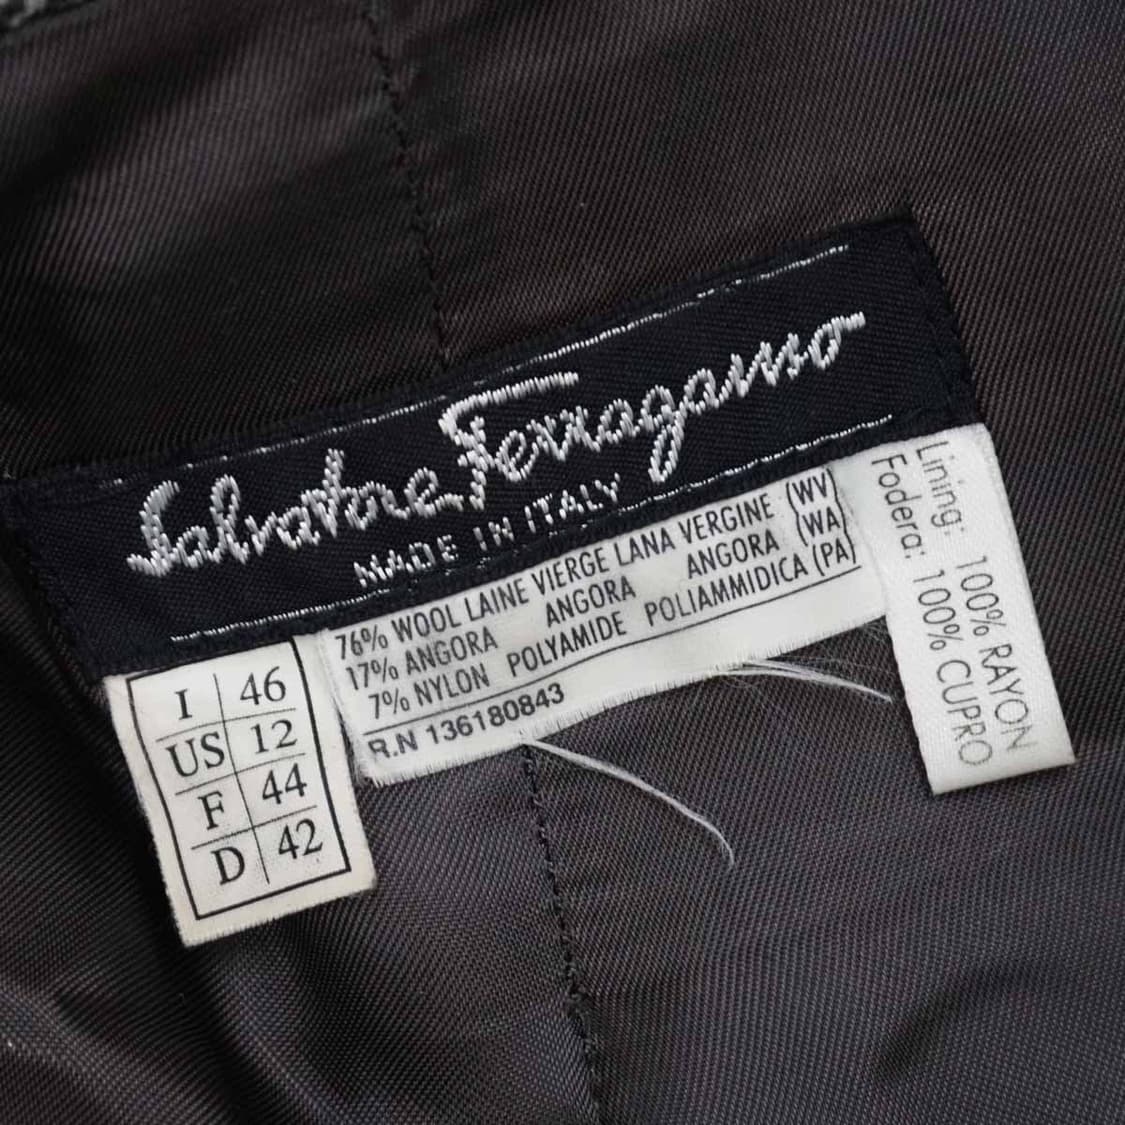 Salvatore Ferragamo
MADE IN ITALY
76% WOOL LAINE VIERGE LANA VERGINE (WV)
17% ANGORA ANGORA ANGORA (WA)
7% NYLON POLYAMIDE POLIAMMIDICA (PA)
R.N 136180843
I 46
US 12
F 44
D 42
Lining: 100% RAYON
Fodera: 100% CUPRO